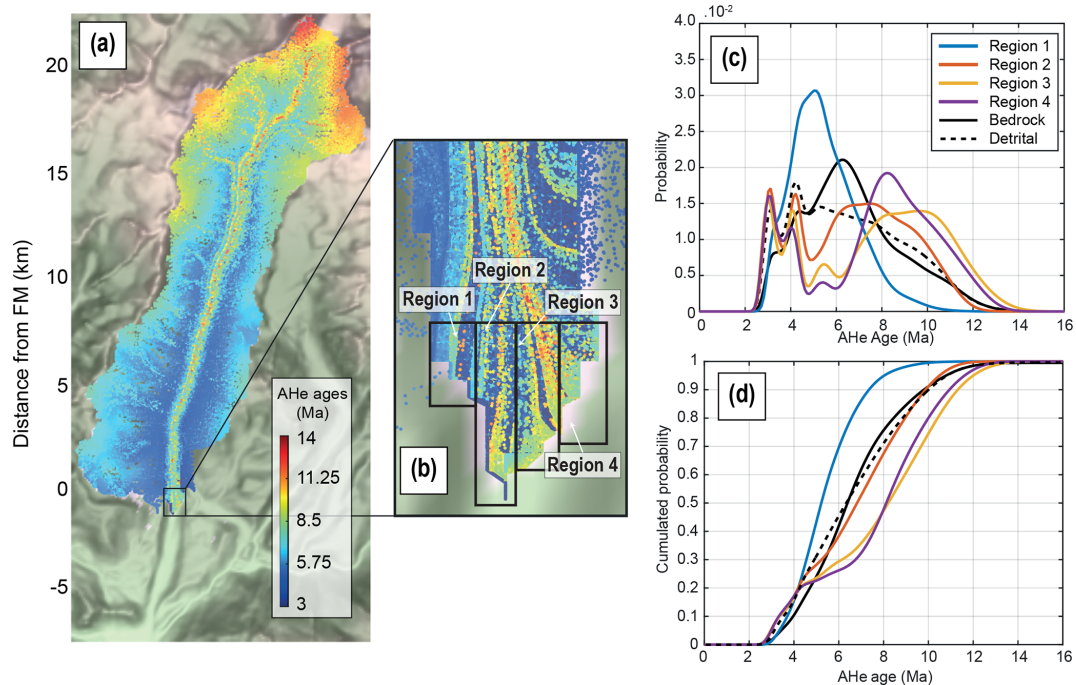 (a)
Distance from FM (km)
20
15
10
5
0
-5
AHe ages
(Ma)
14
11.25
8.5
5.75
3
Region 2
Region 1
Region 3
Region 4
(b)
.10-2
4.0
3.5
3.0
2.5
2.0
1.5
1.0
0.5
0
Probability
(c)
Region 1
Region 2
Region 3
Region 4
Bedrock
Detrital
0 2 4 6 8 10 12 14 16
AHe Age (Ma)
1
0.9
0.8
0.7
0.6
0.5
0.4
0.3
0.2
0.1
0
Cumulated probability
(d)
0 2 4 6 8 10 12 14 16
AHe age (Ma)